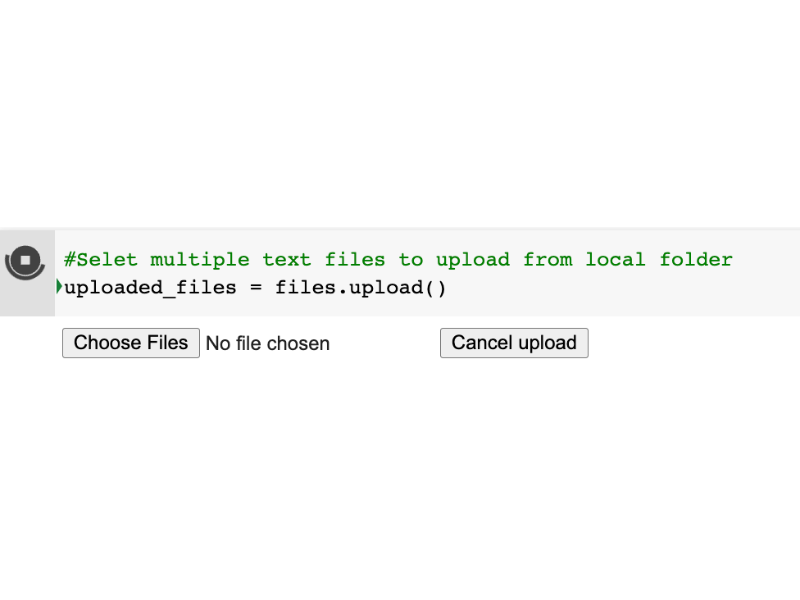 #Selet multiple text files to upload from local folder
uploaded_files = files.upload()
Choose Files No file chosen Cancel upload